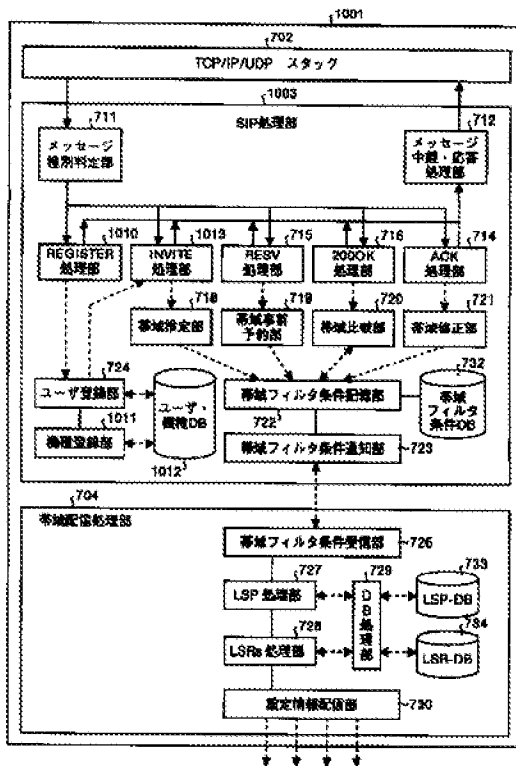 1001
702
TCP/IP/UDP スタック
1003
SIP処理部
711
メッセージ
種別判定部
712
メッセージ
中継・応答
処理部
1010
REGISTER
処理部
1013
INVITE
処理部
715
RESV
処理部
716
200OK
処理部
714
ACK
処理部
718
帯域推定部
719
帯域事前
予約部
720
帯域比較部
721
帯域修正部
724
ユーザ登録部
1011
機種登録部
ユーザ・
機種DB
1012
帯域フィルタ条件記憶部
722
732
帯域
フィルタ
条件DB
帯域フィルタ条件通知部
723
704
帯域配信処理部
帯域フィルタ条件受信部
726
727
LSP 処理部
728
LSRs 処理部
729
DB処理部
733
LSP-DB
734
LSR-DB
設定情報配信部
730